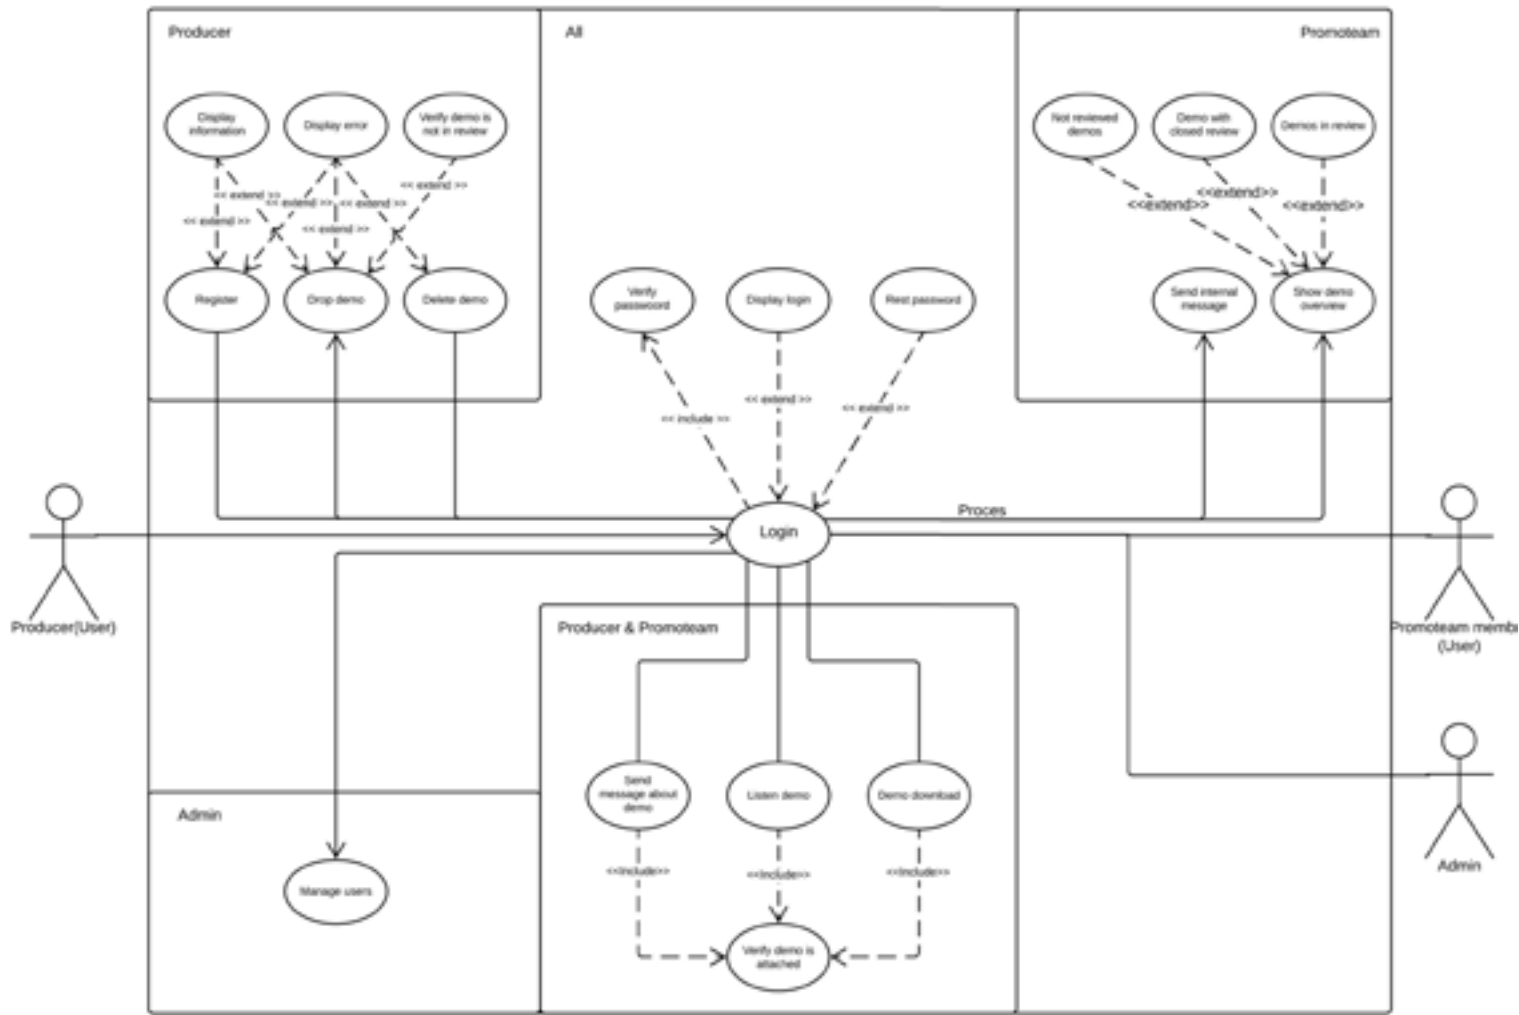 Producer
All
Promoteam
Display
information
Display error
Verify demo is
not in review
Not reviewed
demos
Demo with
closed review
Demos in review
<< extend >>
<< extend >>
<< extend >>
<< extend >>
<< extend >>
<< extend >>
<<extend>>
<<extend>>
<<extend>>
Register
Drop demo
Delete demo
Verify
passwoord
Display login
Rest password
Send internal
message
Show demo
overview
<< include >>
<< extend >>
<< extend >>
Login
Proces
Producer(User)
Promoteam memb
(User)
Producer & Promoteam
Send
message about
demo
Listen demo
Demo download
Admin
Manage users
<<Include>>
<<Include>>
<<Include>>
Verify demo is
attached
Admin